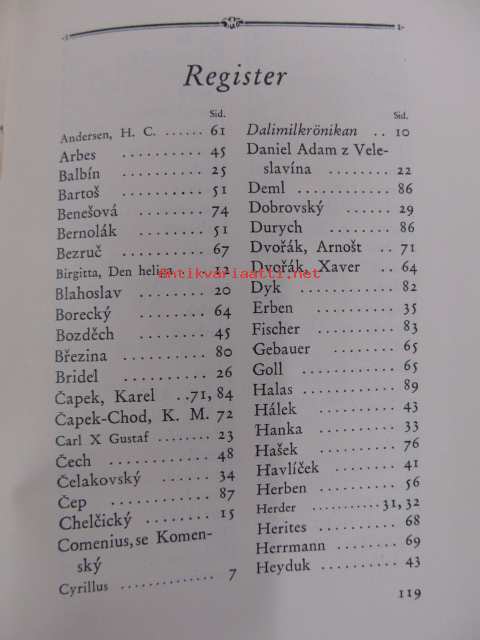 Register
Sid.
Andersen, H. C. ...... 61
Arbes .......... 45
Balbín .......... 25
Bartoš .......... 51
Benešová ........ 74
Bernolák ........ 51
Bezruč .......... 67
Birgitta, Den heliga .. 12
Blahoslav ....... 20
Borecký ......... 64
Bozděch ......... 45
Březina ......... 80
Bridel .......... 26
Čapek, Karel ..71, 84
Čapek-Chod, K. M. 72
Carl X Gustaf ....... 23
Čech ............ 48
Čelakovský ...... 34
Čep ............ 87
Chelčický ........ 15
Comenius, se Komen-
ský
Cyrillus .............. 7
Sid.
Dalimilkrönikan .. 10
Daniel Adam z Vele-
slavína ....... 22
Deml ........... 86
Dobrovský ...... 29
Durych ......... 86
Dvořák, Arnošt .. 71
Dvořák, Xaver .. 64
Dyk ............ 82
Erben .......... 35
Fischer ......... 83
Gebauer ........ 65
Goll ............ 65
Halas ........... 89
Hálek .......... 43
Hanka .......... 33
Hašek .......... 76
Havlíček ........ 41
Herben ......... 56
Herder ...........31, 32
Herites ......... 68
Herrmann ....... 69
Heyduk ......... 43
119
antikvariaatti.net